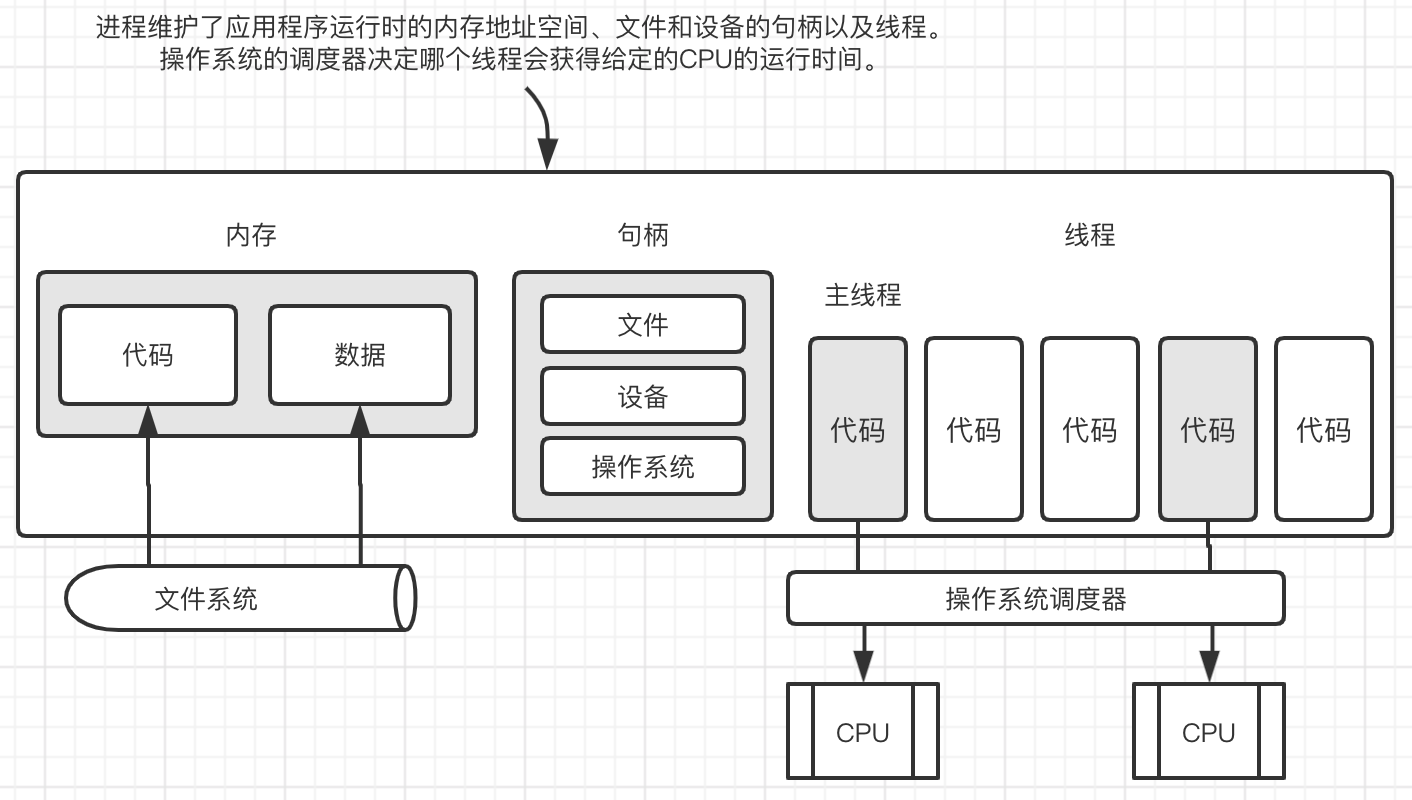 进程维护了应用程序运行时的内存地址空间、文件和设备的句柄以及线程。
操作系统的调度器决定哪个线程会获得给定的CPU的运行时间。
内存
句柄
线程
主线程
代码
数据
文件
设备
操作系统
代码
代码
代码
代码
代码
文件系统
操作系统调度器
CPU
CPU